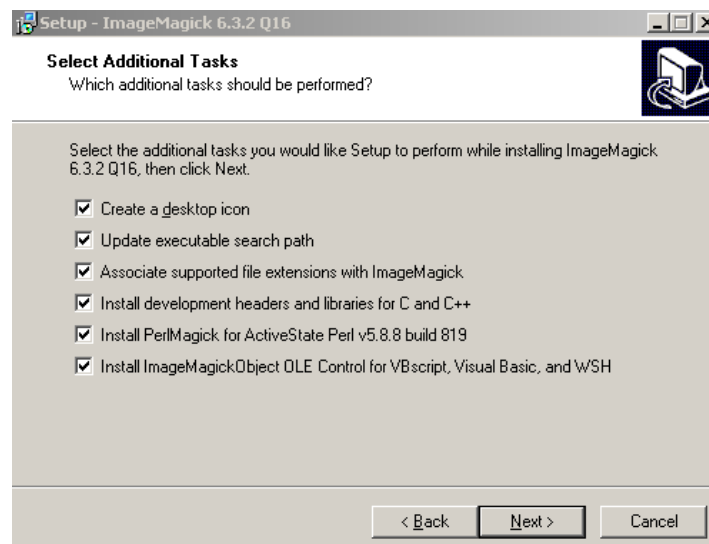 Setup - ImageMagick 6.3.2 Q16
Select Additional Tasks
Which additional tasks should be performed?
Select the additional tasks you would like Setup to perform while installing ImageMagick
6.3.2 Q16, then click Next.
Create a desktop icon
Update executable search path
Associate supported file extensions with ImageMagick
Install development headers and libraries for C and C++
Install PerlMagick for ActiveState Perl v5.8.8 build 819
Install ImageMagickObject OLE Control for VBscript, Visual Basic, and WSH
< Back Next > Cancel